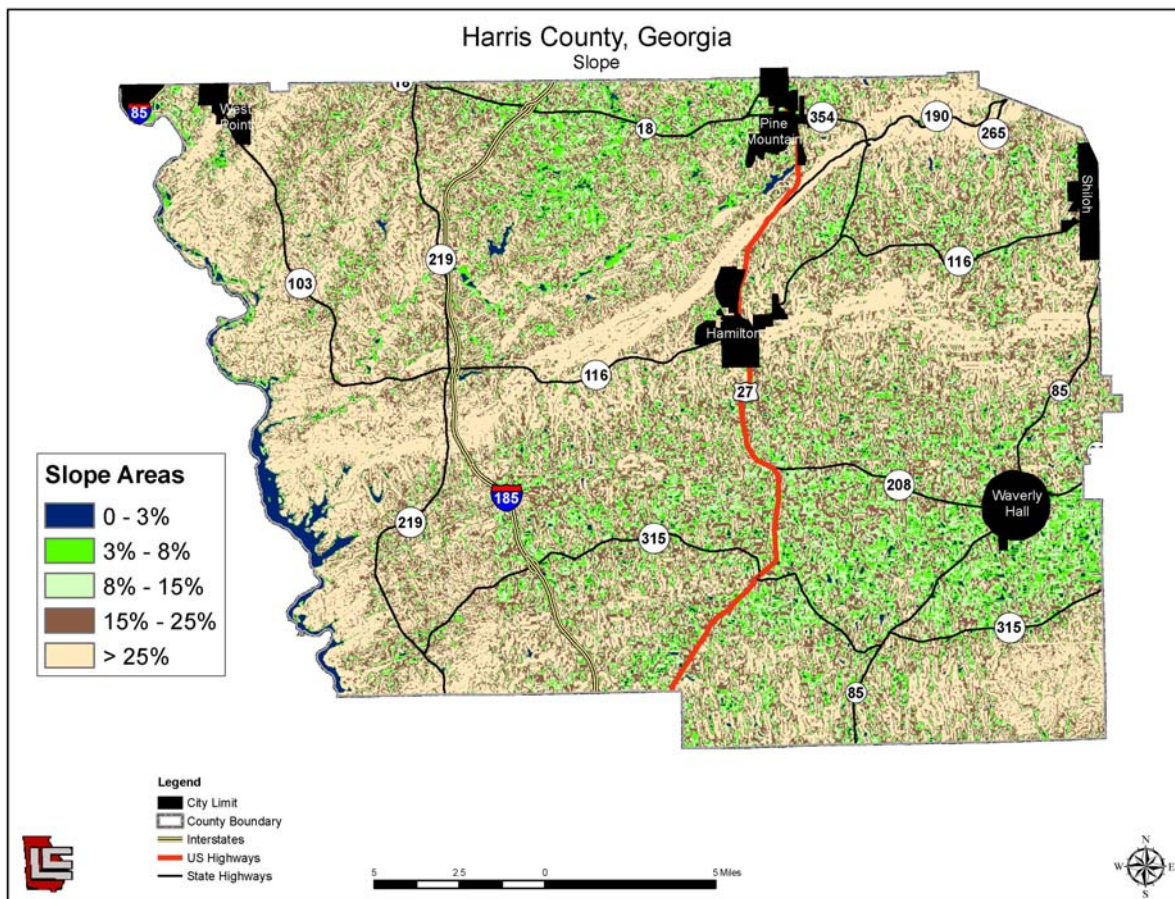 Harris County, Georgia
Slope
18
85
West
Point
18
Pine
Mountain
354
190
265
Shiloh
219
103
116
Hamilton
116
27
85
208
Waverly
Hall
185
219
315
315
85
Slope Areas
0 - 3%
3% - 8%
8% - 15%
15% - 25%
> 25%
Legend
City Limit
County Boundary
Interstates
US Highways
State Highways
5 2.5 0 5 Miles
N
W E
S